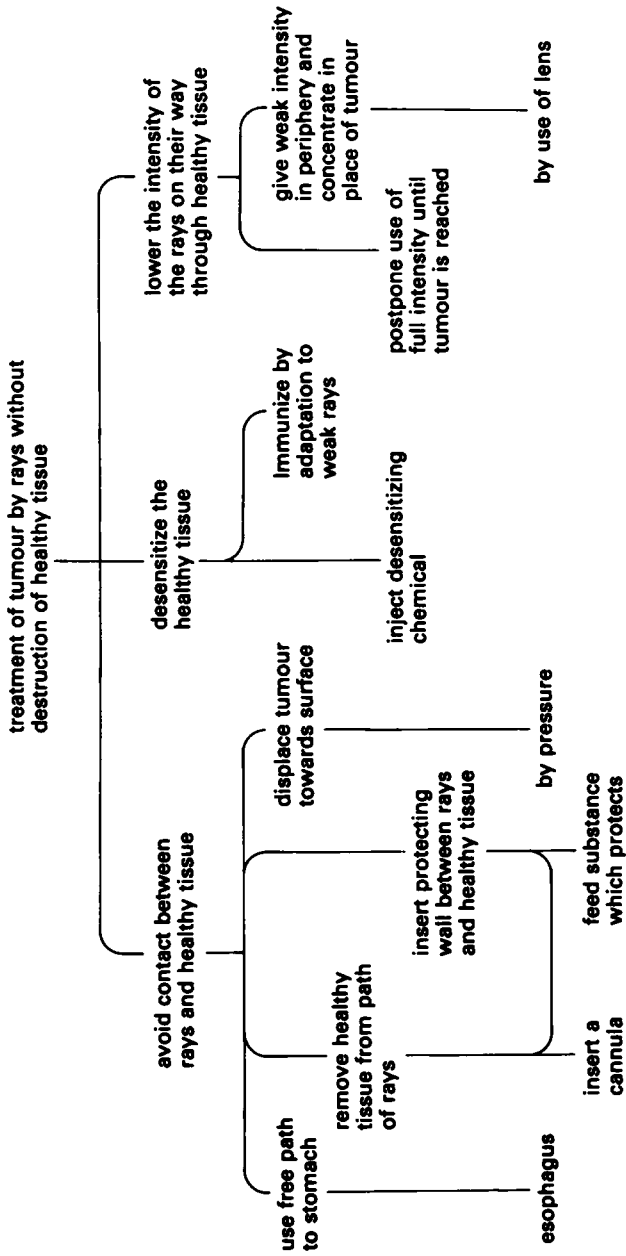 treatment of tumour by rays without
destruction of healthy tissue
avoid contact between
rays and healthy tissue
desensitize the
healthy tissue
lower the intensity of
the rays on their way
through healthy tissue
use free path
to stomach
remove healthy
tissue from path
of rays
insert protecting
wall between rays
and healthy tissue
displace tumour
towards surface
inject desensitizing
chemical
Immunize by
adaptation to
weak rays
postpone use of
full intensity until
tumour is reached
give weak intensity
in periphery and
concentrate in
place of tumour
esophagus
insert a
cannula
feed substance
which protects
by pressure
by use of lens